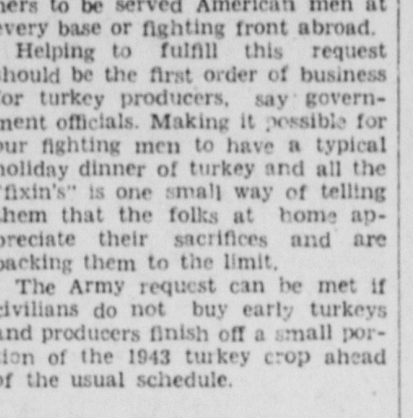 ners to be served American men at
every base or fighting front abroad.
Helping to fulfill this request
should be the first order of business
for turkey producers, say govern-
ment officials. Making it possible for
our fighting men to have a typical
holiday dinner of turkey and all the
"fixin's" is one small way of telling
them that the folks at home ap-
preciate their sacrifices and are
backing them to the limit.
The Army request can be met if
civilians do not buy early turkeys
and producers finish off a small por-
tion of the 1943 turkey crop ahead
of the usual schedule.